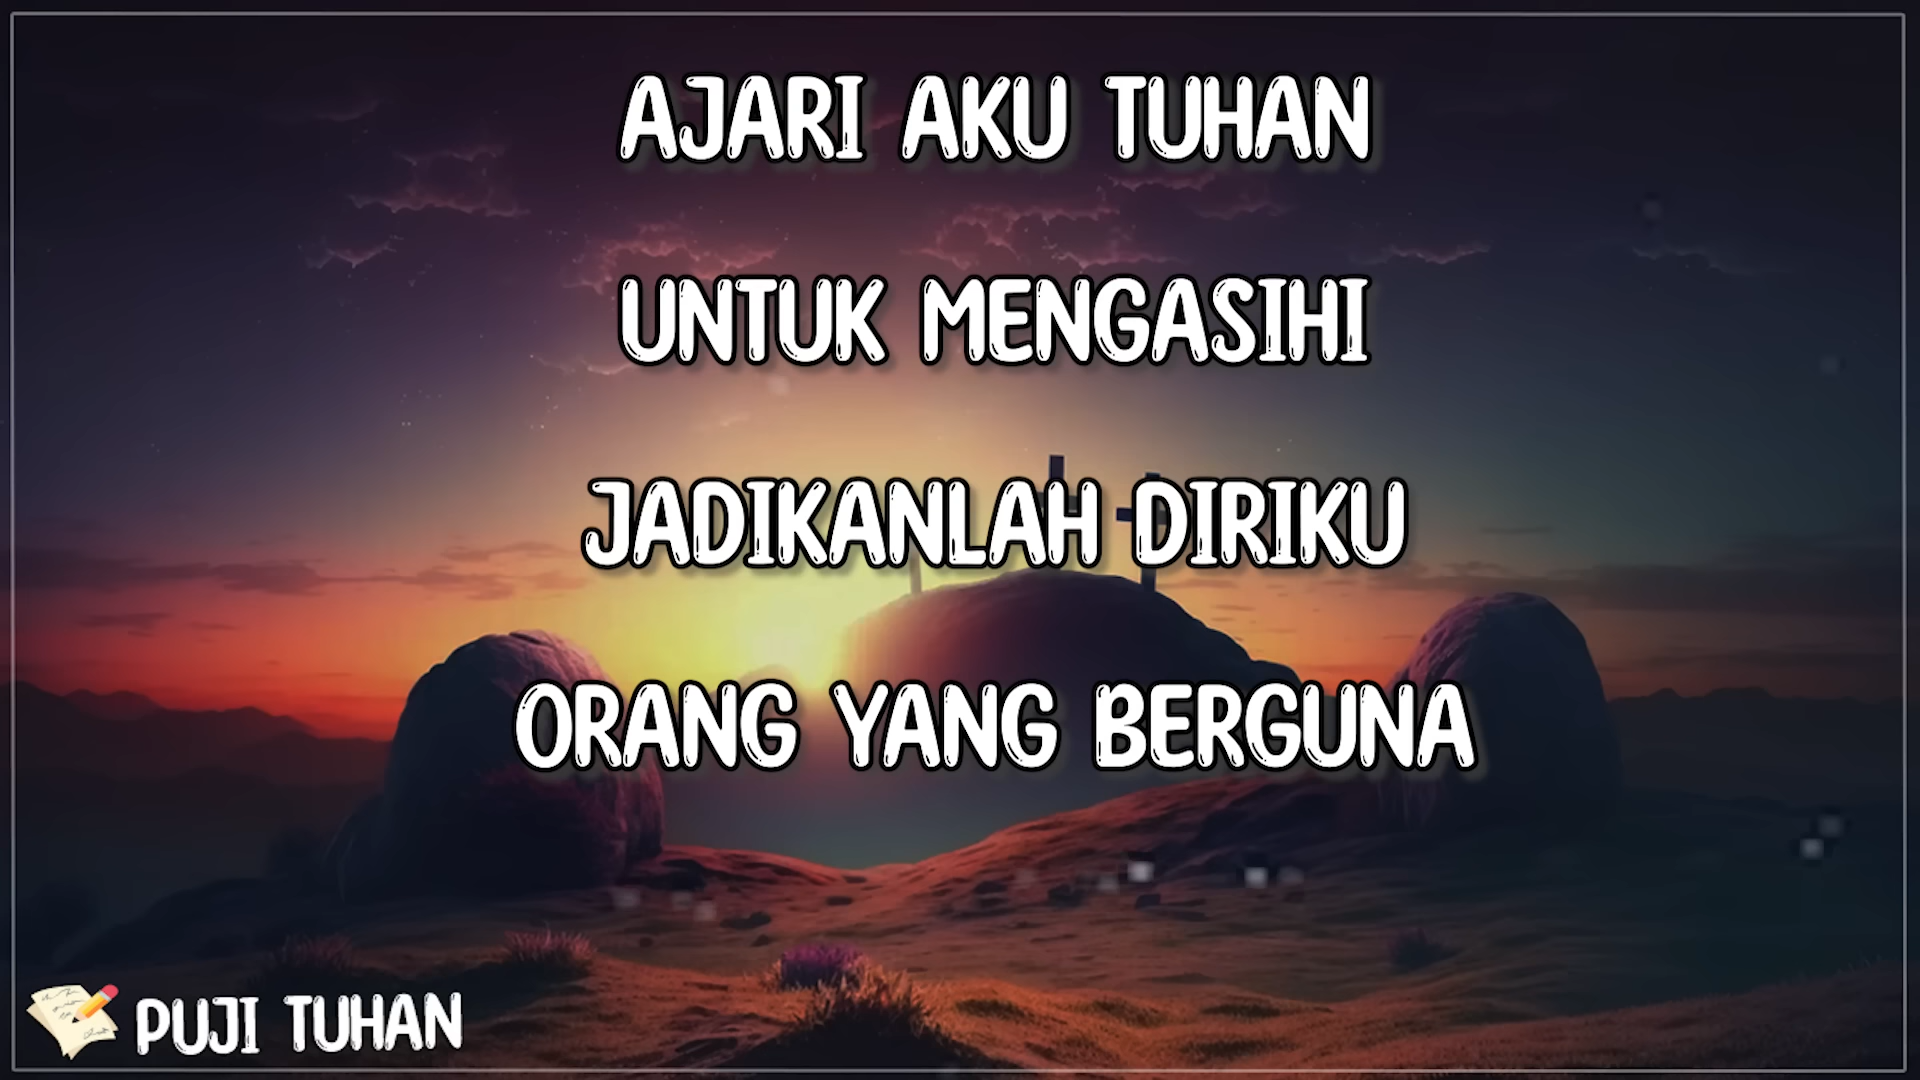 AJARI AKU TUHAN
UNTUK MENGASIHI
JADIKANLAH DIRIKU
ORANG YANG BERGUNA
PUJI TUHAN